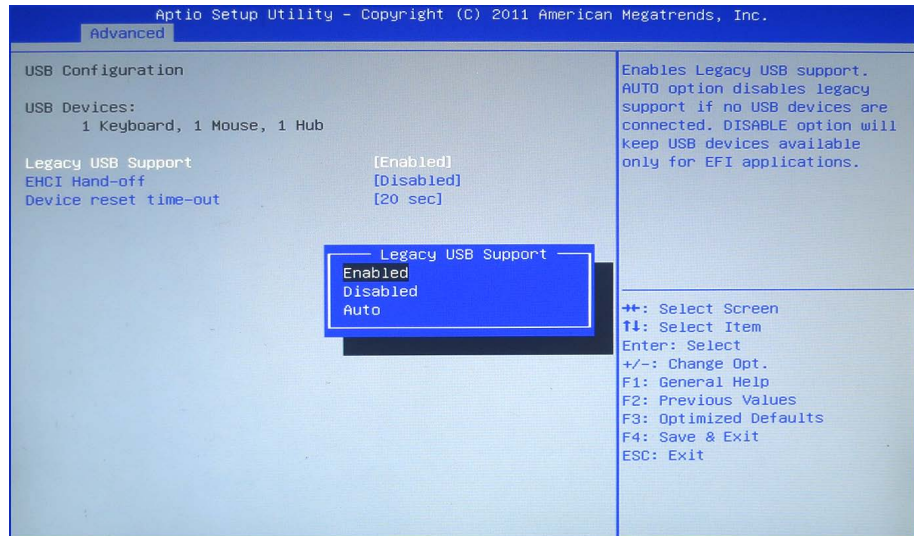 Aptio Setup Utility – Copyright (C) 2011 American Megatrends, Inc.
Advanced
USB Configuration
USB Devices:
1 Keyboard, 1 Mouse, 1 Hub
Legacy USB Support [Enabled]
EHCI Hand-off [Disabled]
Device reset time-out [20 sec]
Legacy USB Support
Enabled
Disabled
Auto
Enables Legacy USB support.
AUTO option disables legacy
support if no USB devices are
connected. DISABLE option will
keep USB devices available
only for EFI applications.
→←: Select Screen
↑↓: Select Item
Enter: Select
+/-: Change Opt.
F1: General Help
F2: Previous Values
F3: Optimized Defaults
F4: Save & Exit
ESC: Exit